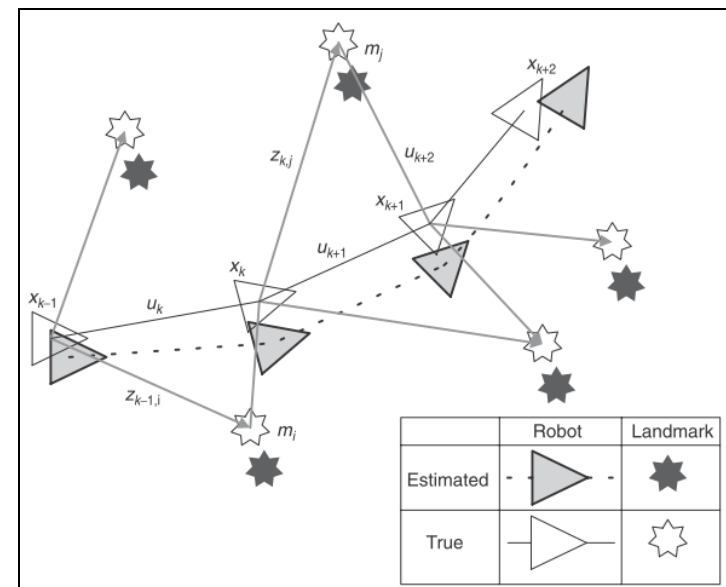 m_j
x_{k+2}
z_{k,j}
u_{k+2}
x_{k+1}
u_{k+1}
x_k
x_{k–1}
u_k
z_{k–1,i}
m_i
Robot Landmark
Estimated
True